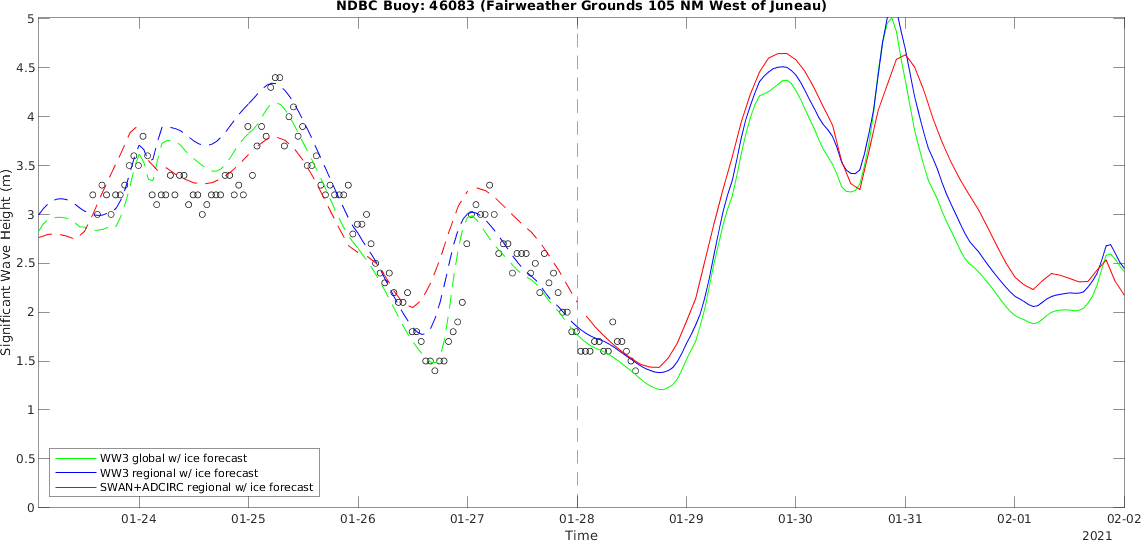 NDBC Buoy: 46083 (Fairweather Grounds 105 NM West of Juneau)
Significant Wave Height (m)
5
4.5
4
3.5
3
2.5
2
1.5
1
0.5
0
WW3 global w/ ice forecast
WW3 regional w/ ice forecast
SWAN+ADCIRC regional w/ ice forecast
01-24 01-25 01-26 01-27 01-28 01-29 01-30 01-31 02-01 02-02
Time
2021